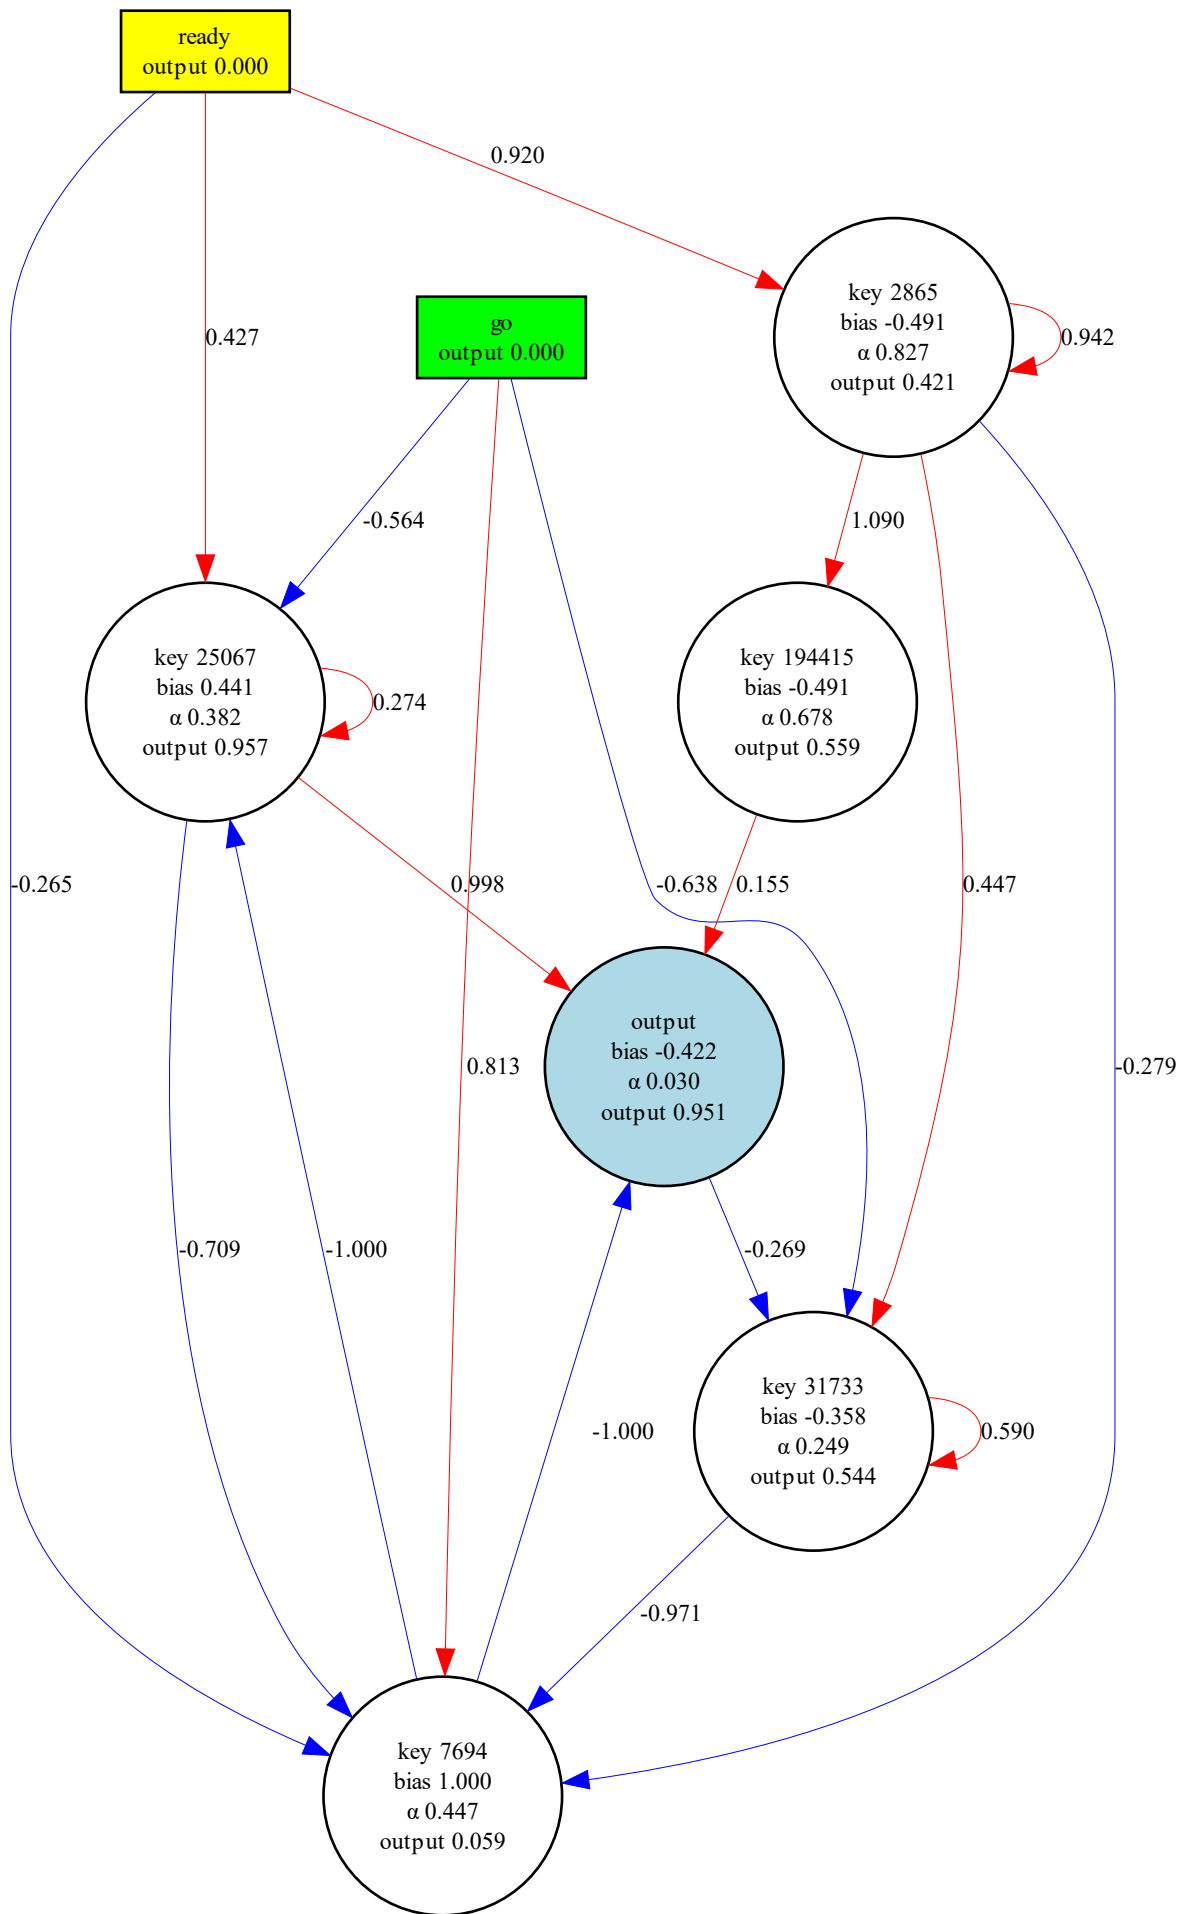 ready
output 0.000
0.920
key 2865
bias -0.491
α 0.827
output 0.421
0.942
0.427
go
output 0.000
-0.564
1.090
key 25067
bias 0.441
α 0.382
output 0.957
0.274
key 194415
bias -0.491
α 0.678
output 0.559
-0.265
0.998
-0.638
0.155
0.447
output
bias -0.422
α 0.030
output 0.951
0.813
-0.279
-0.709
-1.000
-0.269
-1.000
key 31733
bias -0.358
α 0.249
output 0.544
0.590
-0.971
key 7694
bias 1.000
α 0.447
output 0.059